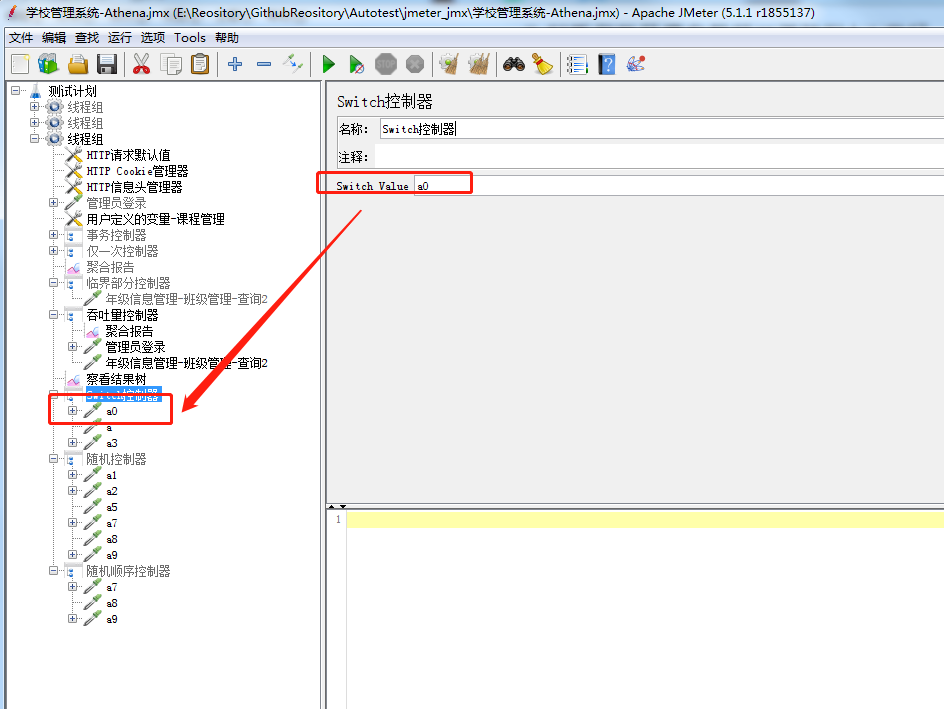 学校管理系统-Athena.jmx (E:\Reository\GithubReository\Autotest\jmeter_jmx\学校管理系统-Athena.jmx) - Apache JMeter (5.1.1 r1855137)
文件 编辑 查找 运行 选项 Tools 帮助
STOP
测试计划
线程组
线程组
线程组
HTTP请求默认值
HTTP Cookie管理器
HTTP信息头管理器
管理员登录
用户定义的变量-课程管理
事务控制器
仅一次控制器
聚合报告
临界部分控制器
年级信息管理-班级管理-查询2
吞吐量控制器
聚合报告
管理员登录
年级信息管理-班级管理-查询2
察看结果树
Switch控制器
a0
a
a3
随机控制器
a1
a2
a5
a7
a8
a9
随机顺序控制器
a7
a8
a9
Switch控制器
名称： Switch控制器
注释：
Switch Value a0
1